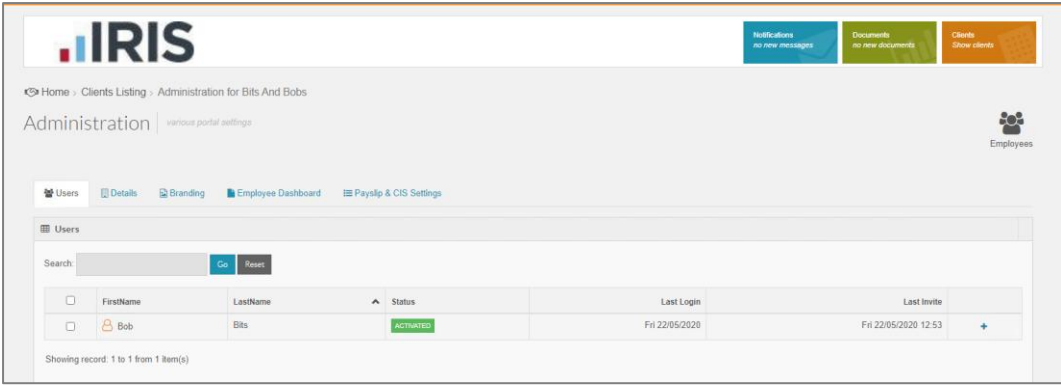 IRIS
Notifications
no new messages
Documents
no new documents
Clients
Show clients
Home > Clients Listing > Administration for Bits And Bobs
Administration | various portal settings
Employees
Users Details Branding Employee Dashboard Payslip & CIS Settings
Users
Search: Go Reset
FirstName LastName Status Last Login Last Invite
Bob Bits ACTIVATED Fri 22/05/2020 Fri 22/05/2020 12:53 +
Showing record: 1 to 1 from 1 item(s)